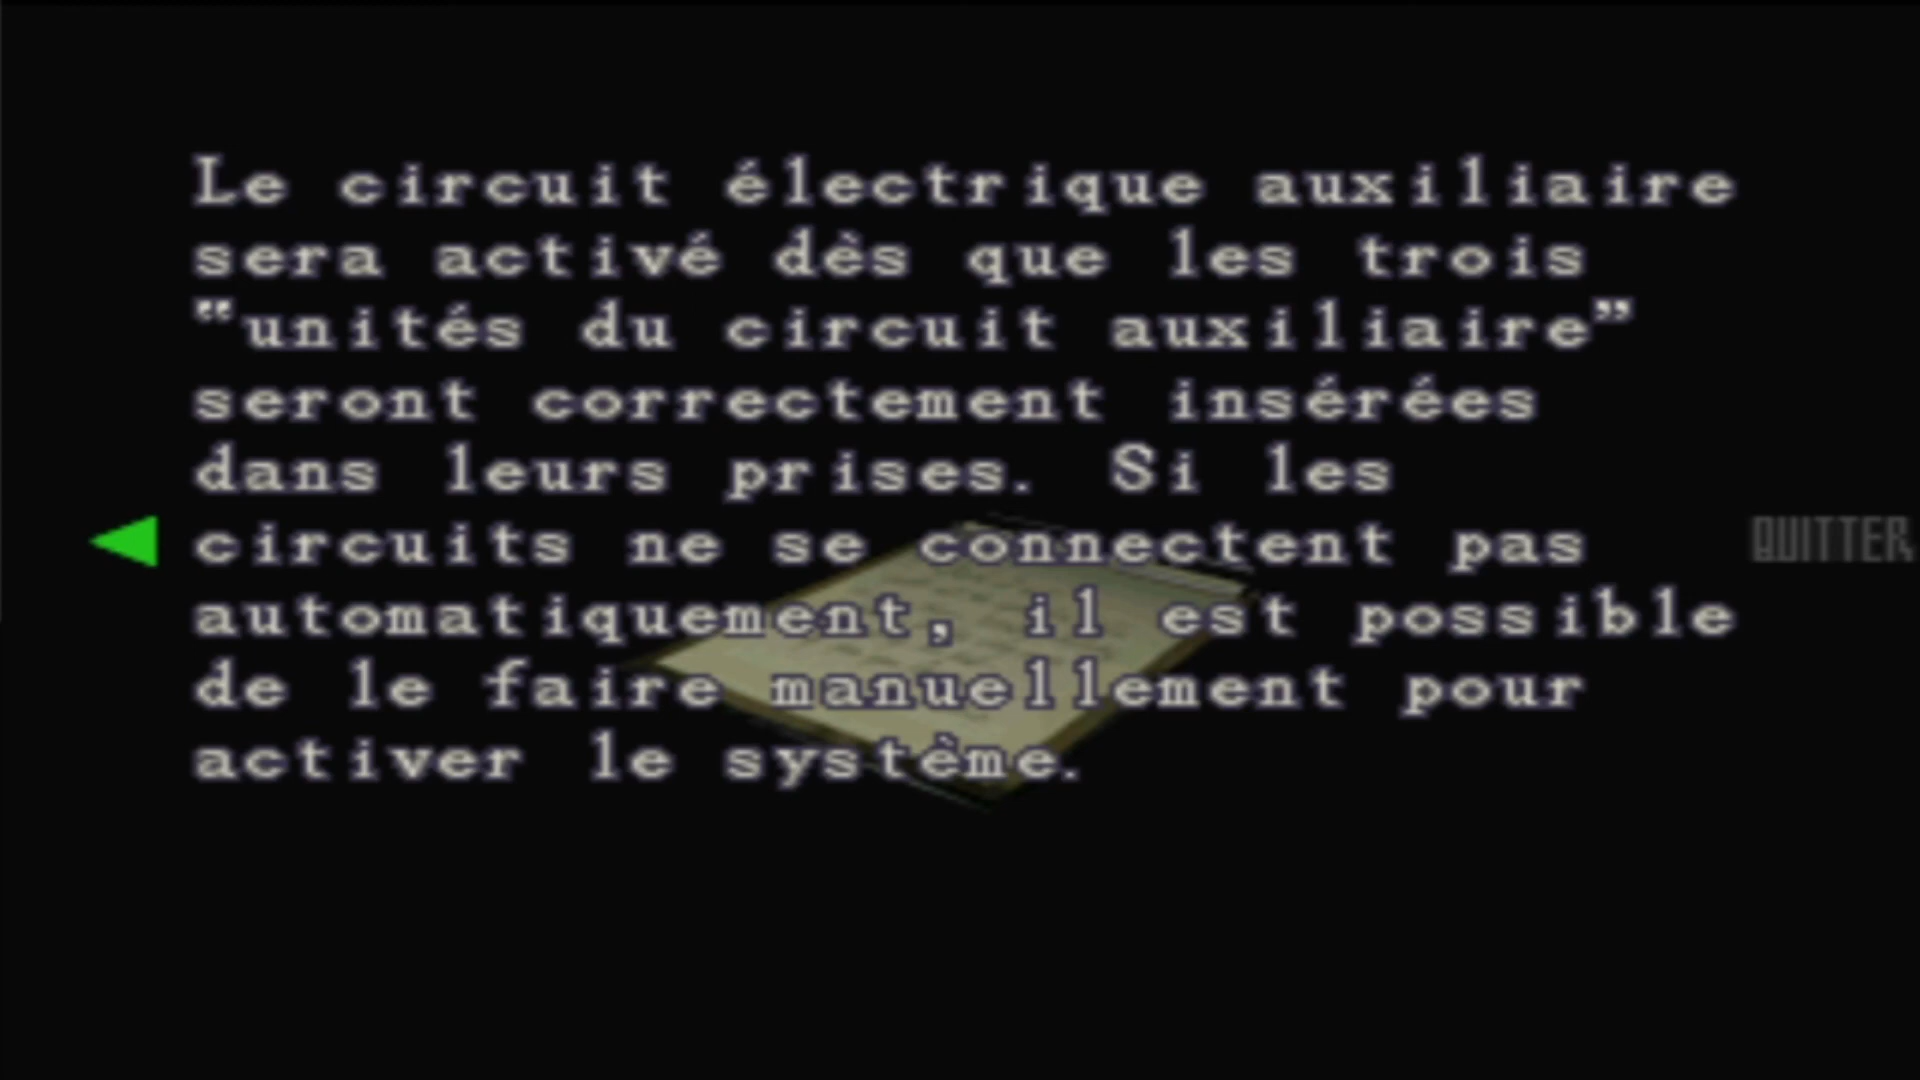 Le circuit électrique auxiliaire
sera activé dès que les trois
"unités du circuit auxiliaire"
seront correctement insérées
dans leurs prises. Si les
circuits ne se connectent pas
automatiquement, il est possible
de le faire manuellement pour
activer le système.
QUITTER